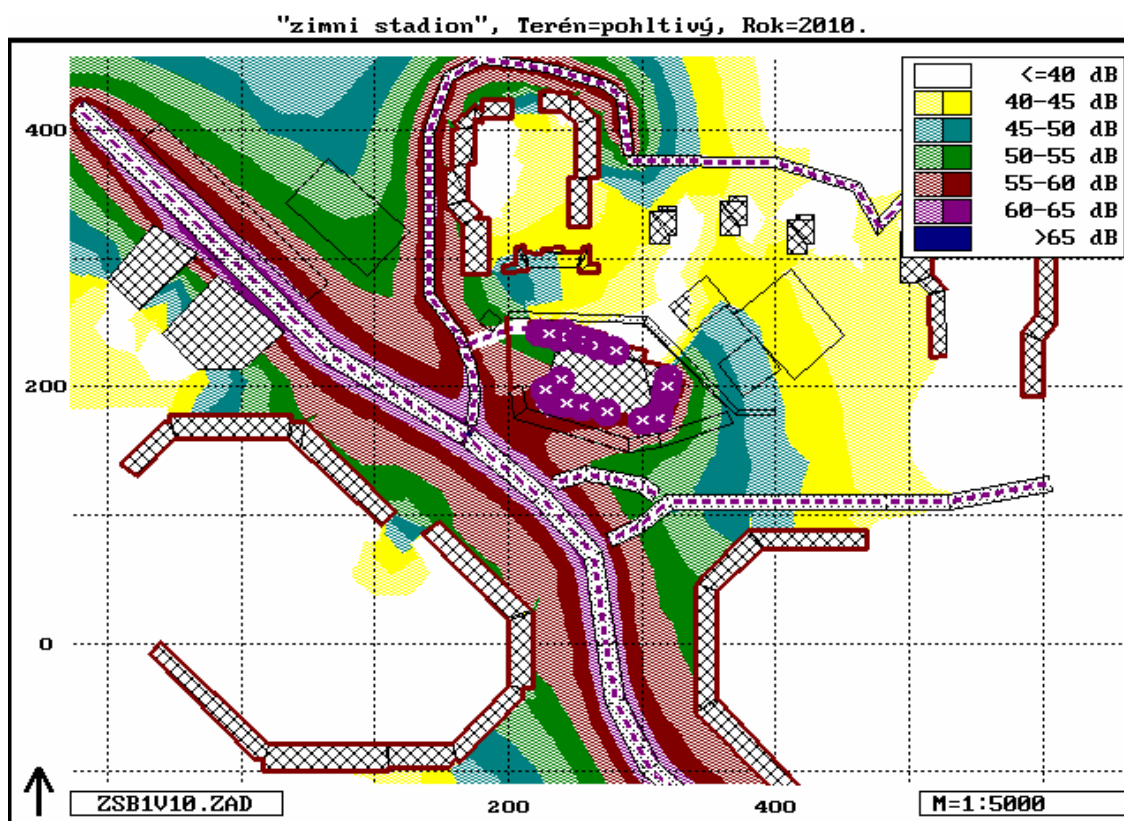 "zimni stadion", Terén=pohltivý, Rok=2010.
<=40 dB
40-45 dB
45-50 dB
50-55 dB
55-60 dB
60-65 dB
>65 dB
400
200
0
ZSB1V10.ZAD
200
400
M=1:5000